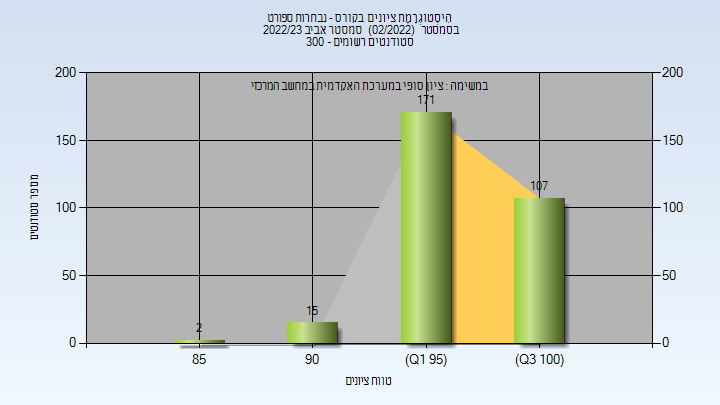 היסטוגרמת ציונים בקורס - נבחרות ספורט
בסמסטר (02/2022) סמסטר אביב 2022/23
סטודנטים רשומים - 300
במשימה : ציון סופי במערכת האקדמית במחשב המרכזי
200
150
100
50
0
200
150
100
50
0
מספר סטודנטים
2
15
171
107
85
90
(Q1 95)
(Q3 100)
טווח ציונים